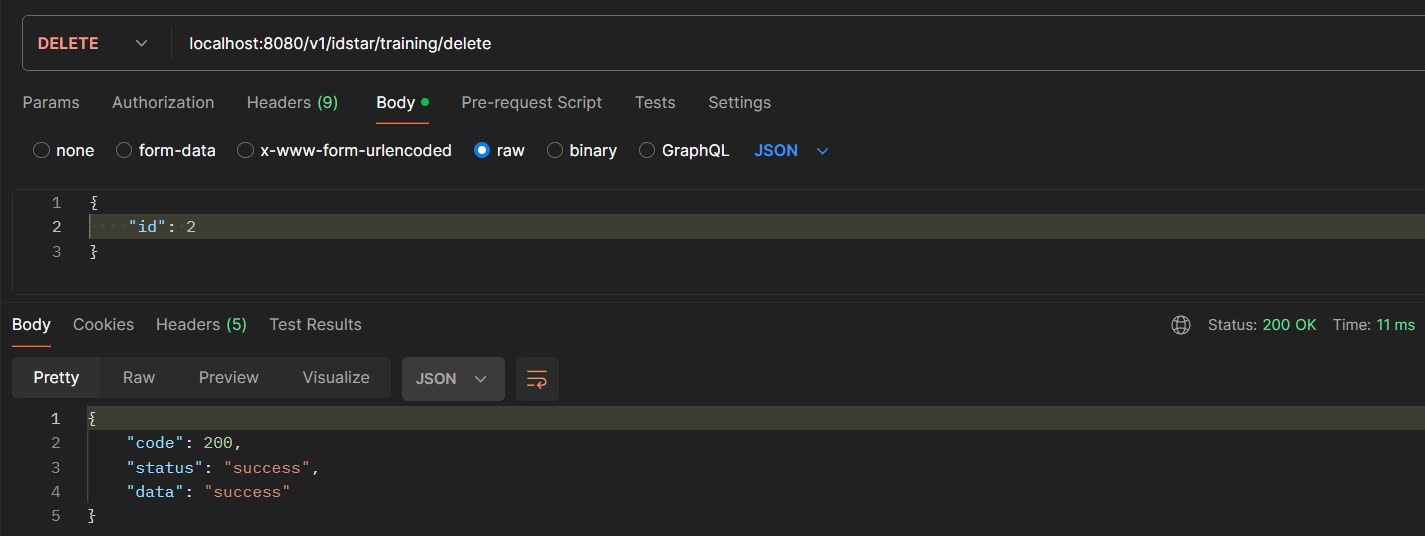 DELETE localhost:8080/v1/idstar/training/delete
Params Authorization Headers (9) Body Pre-request Script Tests Settings
none form-data x-www-form-urlencoded raw binary GraphQL JSON
1 {
2 "id": 2
3 }
Body Cookies Headers (5) Test Results Status: 200 OK Time: 11 ms
Pretty Raw Preview Visualize JSON
1 {
2 "code": 200,
3 "status": "success",
4 "data": "success"
5 }